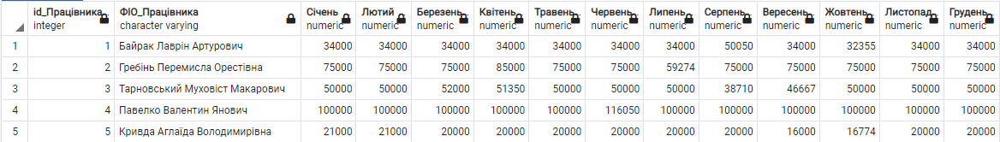 id_Працівника ФІО_Працівника Січень Лютий Березень Квітень Травень Червень Липень Серпень Вересень Жовтень Листопад Грудень
integer character varying numeric numeric numeric numeric numeric numeric numeric numeric numeric numeric numeric numeric
1 1 Байрак Лаврін Артурович 34000 34000 34000 34000 34000 34000 34000 50050 34000 32355 34000 34000
2 2 Гребінь Перемисла Орестівна 75000 75000 75000 85000 75000 75000 59274 75000 75000 75000 75000 75000
3 3 Тарновський Муховіст Макарович 50000 50000 52000 51350 50000 50000 50000 38710 46667 50000 50000 50000
4 4 Павелко Валентин Янович 100000 100000 100000 100000 100000 116050 100000 100000 100000 100000 100000 100000
5 5 Кривда Аглаїда Володимирівна 21000 21000 20000 20000 20000 20000 20000 20000 16000 16774 20000 20000